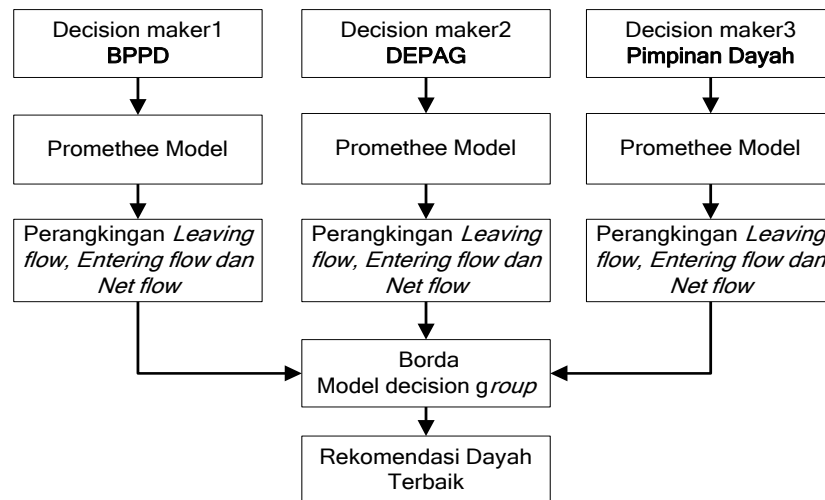 Decision maker1
BPPD
Decision maker2
DEPAG
Decision maker3
Pimpinan Dayah
Promethee Model
Promethee Model
Promethee Model
Perangkingan Leaving
flow, Entering flow dan
Net flow
Perangkingan Leaving
flow, Entering flow dan
Net flow
Perangkingan Leaving
flow, Entering flow dan
Net flow
Borda
Model decision group
Rekomendasi Dayah
Terbaik